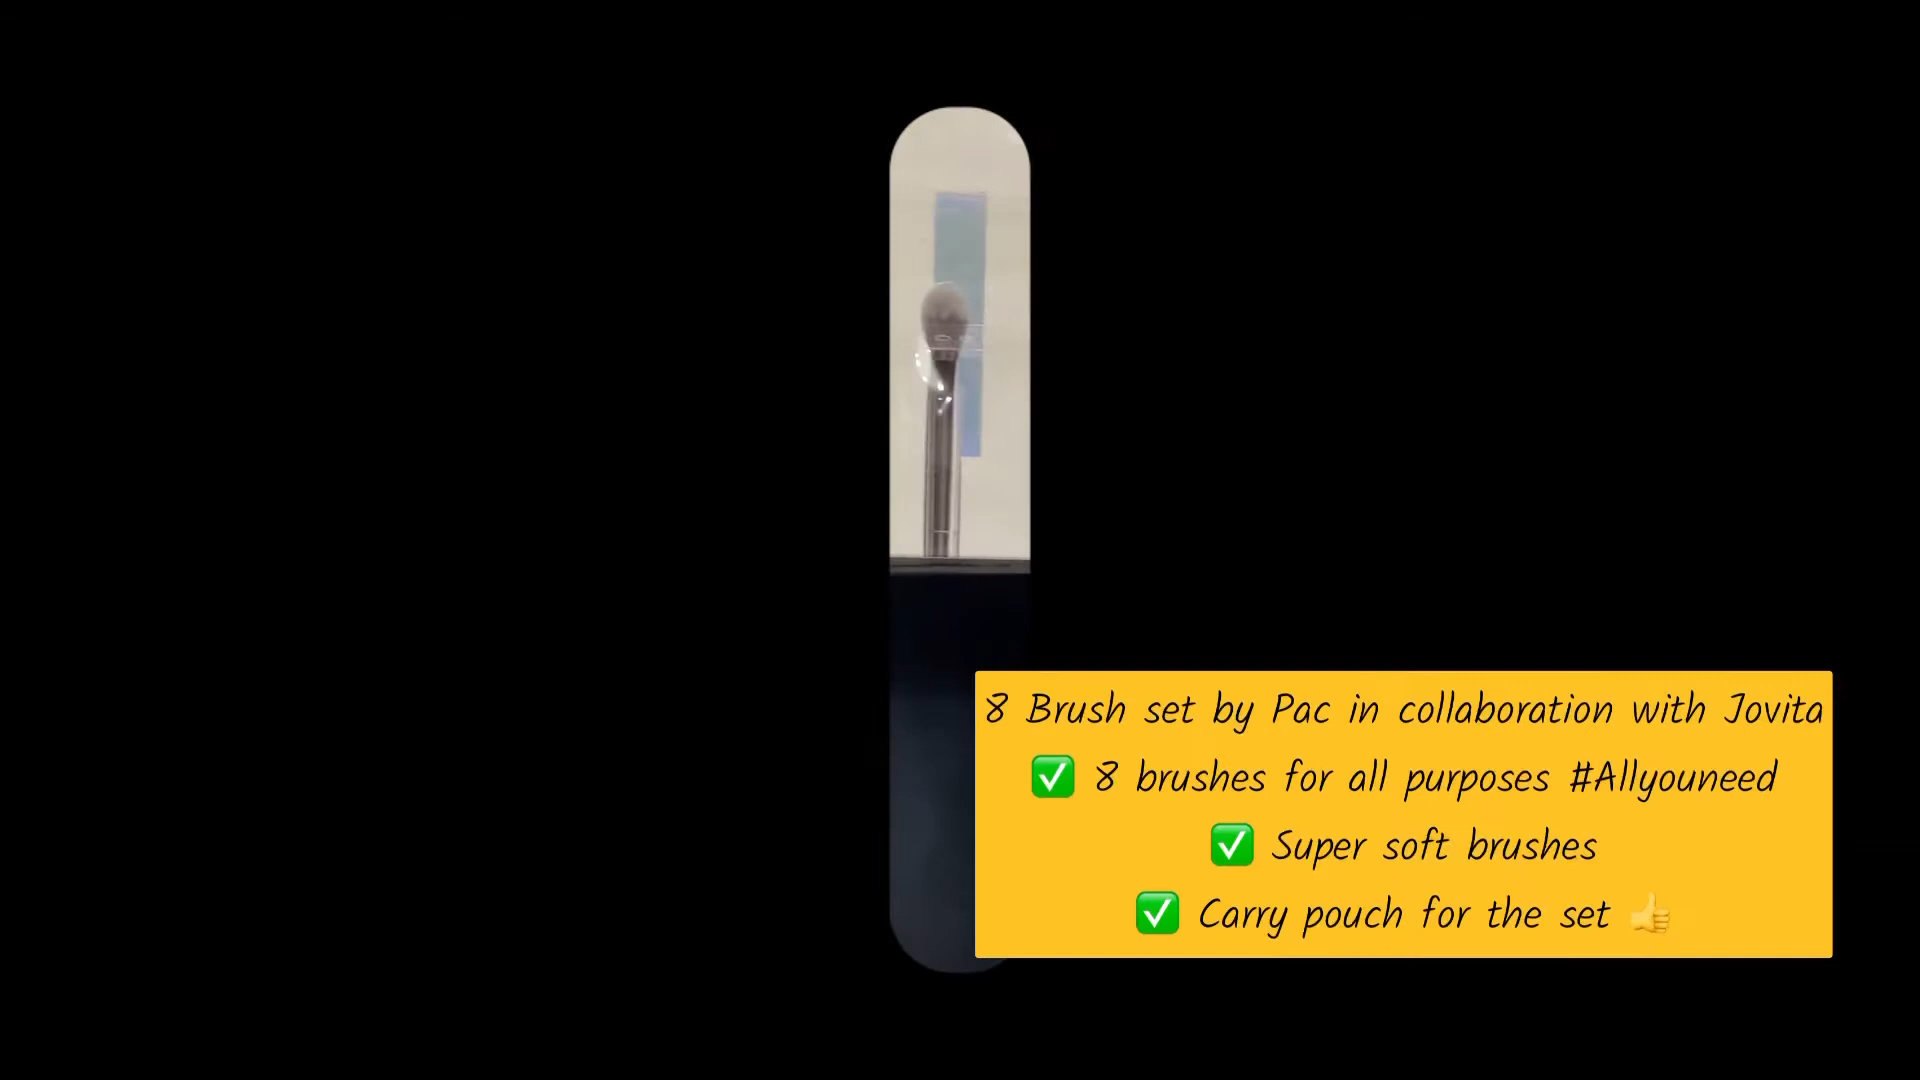 8 Brush set by Pac in collaboration with Jovita
✅ 8 brushes for all purposes #Allyouneed
✅ Super soft brushes
✅ Carry pouch for the set 👍